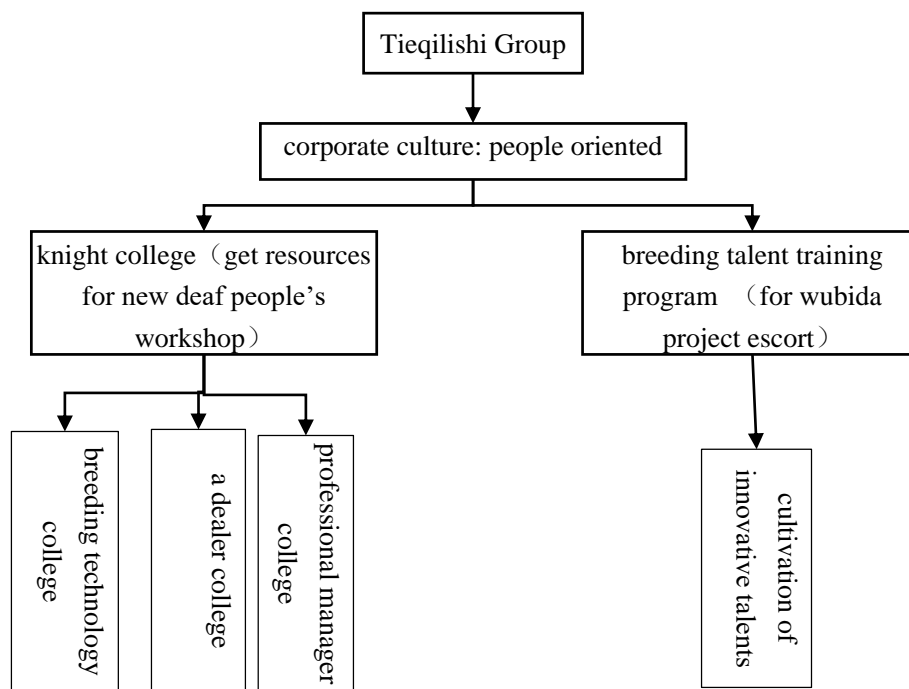 Tieqilishi Group
corporate culture: people oriented
knight college（get resources
for new deaf people’s
workshop）
breeding talent training
program （for wubida
project escort）
breeding technology
college
a dealer college
professional manager
college
cultivation of
innovative talents